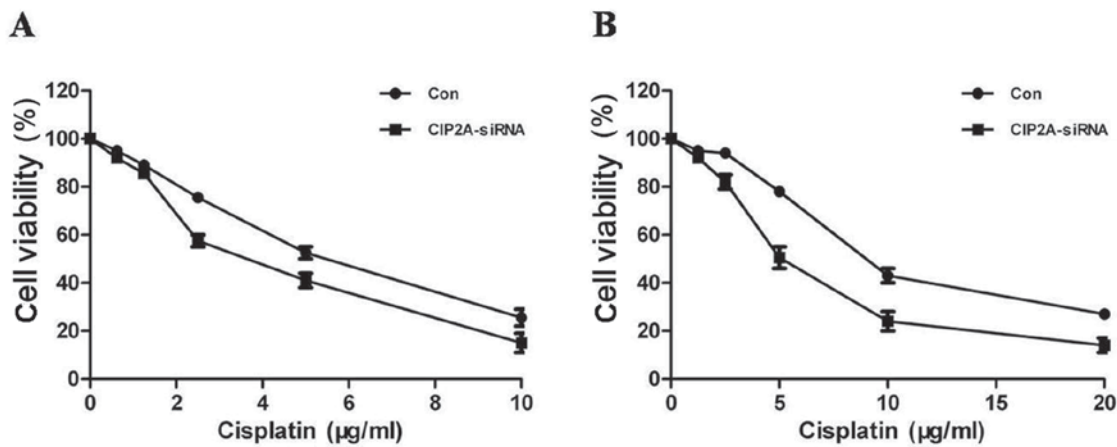 A
Cell viability (%)
120
100
80
60
40
20
0
Con
CIP2A-siRNA
0 2 4 6 8 10
Cisplatin (µg/ml)
B
Cell viability (%)
120
100
80
60
40
20
0
Con
CIP2A-siRNA
0 5 10 15 20
Cisplatin (µg/ml)